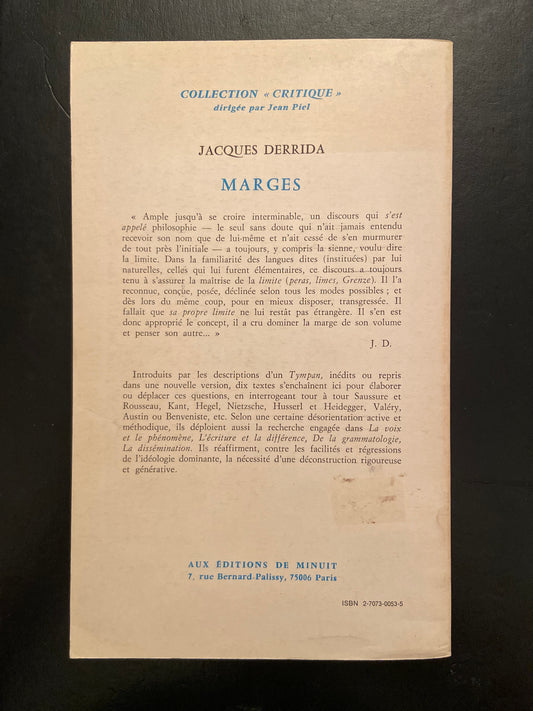 COLLECTION « CRITIQUE »
dirigée par Jean Piel
JACQUES DERRIDA
MARGES
« Ample jusqu'à se croire interminable, un discours qui s'est
appelé philosophie — le seul sans doute qui n'ait jamais entendu
recevoir son nom que de lui-même et n'ait cessé de s'en murmurer
de tout près l'initiale — a toujours, y compris la sienne, voulu dire
la limite. Dans la familiarité des langues dites (instituées) par lui
naturelles, celles qui lui furent élémentaires, ce discours a toujours
tenu à s'assurer la maîtrise de la limite (peras, limes, Grenze). Il l'a
reconnue, conçue, posée, déclinée selon tous les modes possibles ; et
dès lors du même coup, pour en mieux disposer, transgressée. Il
fallait que sa propre limite ne lui restât pas étrangère. Il s'en est
donc approprié le concept, il a cru dominer la marge de son volume
et penser son autre... »
J. D.
Introduits par les descriptions d'un Tympan, inédits ou repris
dans une nouvelle version, dix textes s'enchaînent ici pour élaborer
ou déplacer ces questions, en interrogeant tour à tour Saussure et
Rousseau, Kant, Hegel, Nietzsche, Husserl et Heidegger, Valéry,
Austin ou Benveniste, etc. Selon une certaine désorientation active et
méthodique, ils déploient aussi la recherche engagée dans La voix
et le phénomène, L'écriture et la différence, De la grammatologie,
La dissémination. Ils réaffirment, contre les facilités et régressions
de l'idéologie dominante, la nécessité d'une déconstruction rigoureuse
et générative.
AUX ÉDITIONS DE MINUIT
7, rue Bernard-Palissy, 75006 Paris
ISBN 2-7073-0053-5